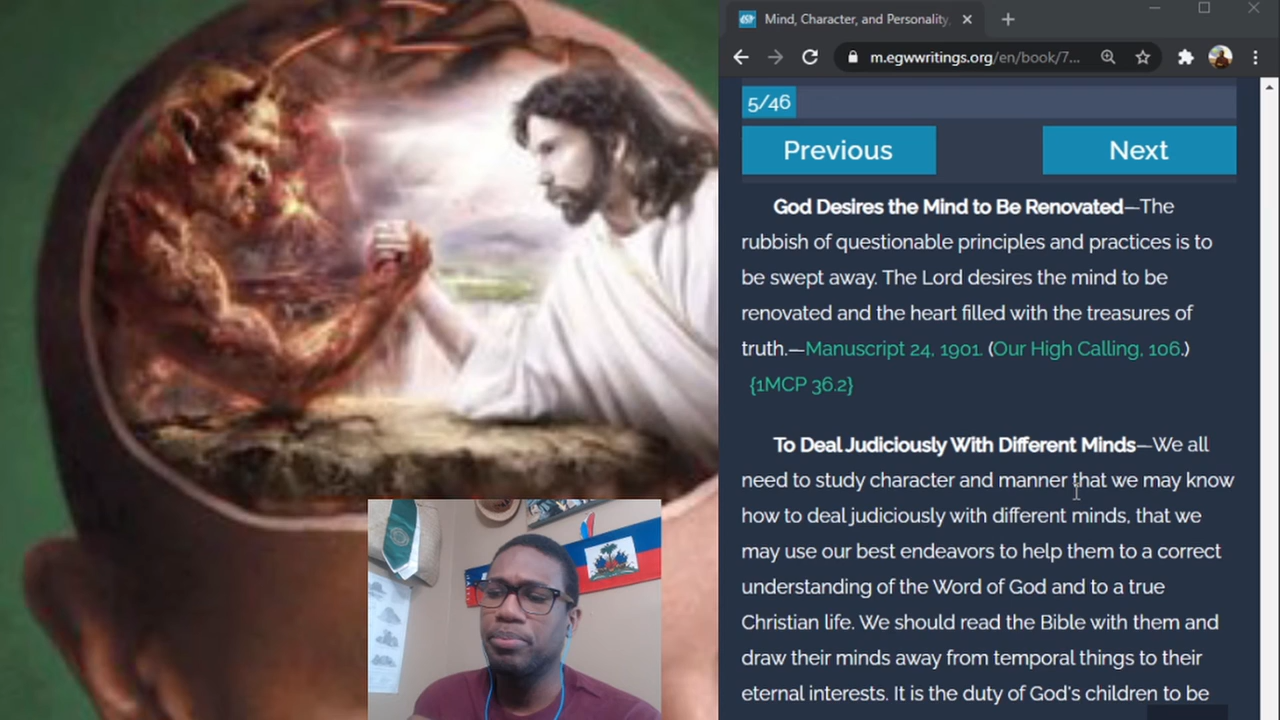 Mind, Character, and Personality,
m.egwwritings.org/en/book/7...
5/46
Previous
Next
God Desires the Mind to Be Renovated—The
rubbish of questionable principles and practices is to
be swept away. The Lord desires the mind to be
renovated and the heart filled with the treasures of
truth.—Manuscript 24, 1901. (Our High Calling, 106.)
{1MCP 36.2}
To Deal Judiciously With Different Minds—We all
need to study character and manner that we may know
how to deal judiciously with different minds, that we
may use our best endeavors to help them to a correct
understanding of the Word of God and to a true
Christian life. We should read the Bible with them and
draw their minds away from temporal things to their
eternal interests. It is the duty of God's children to be